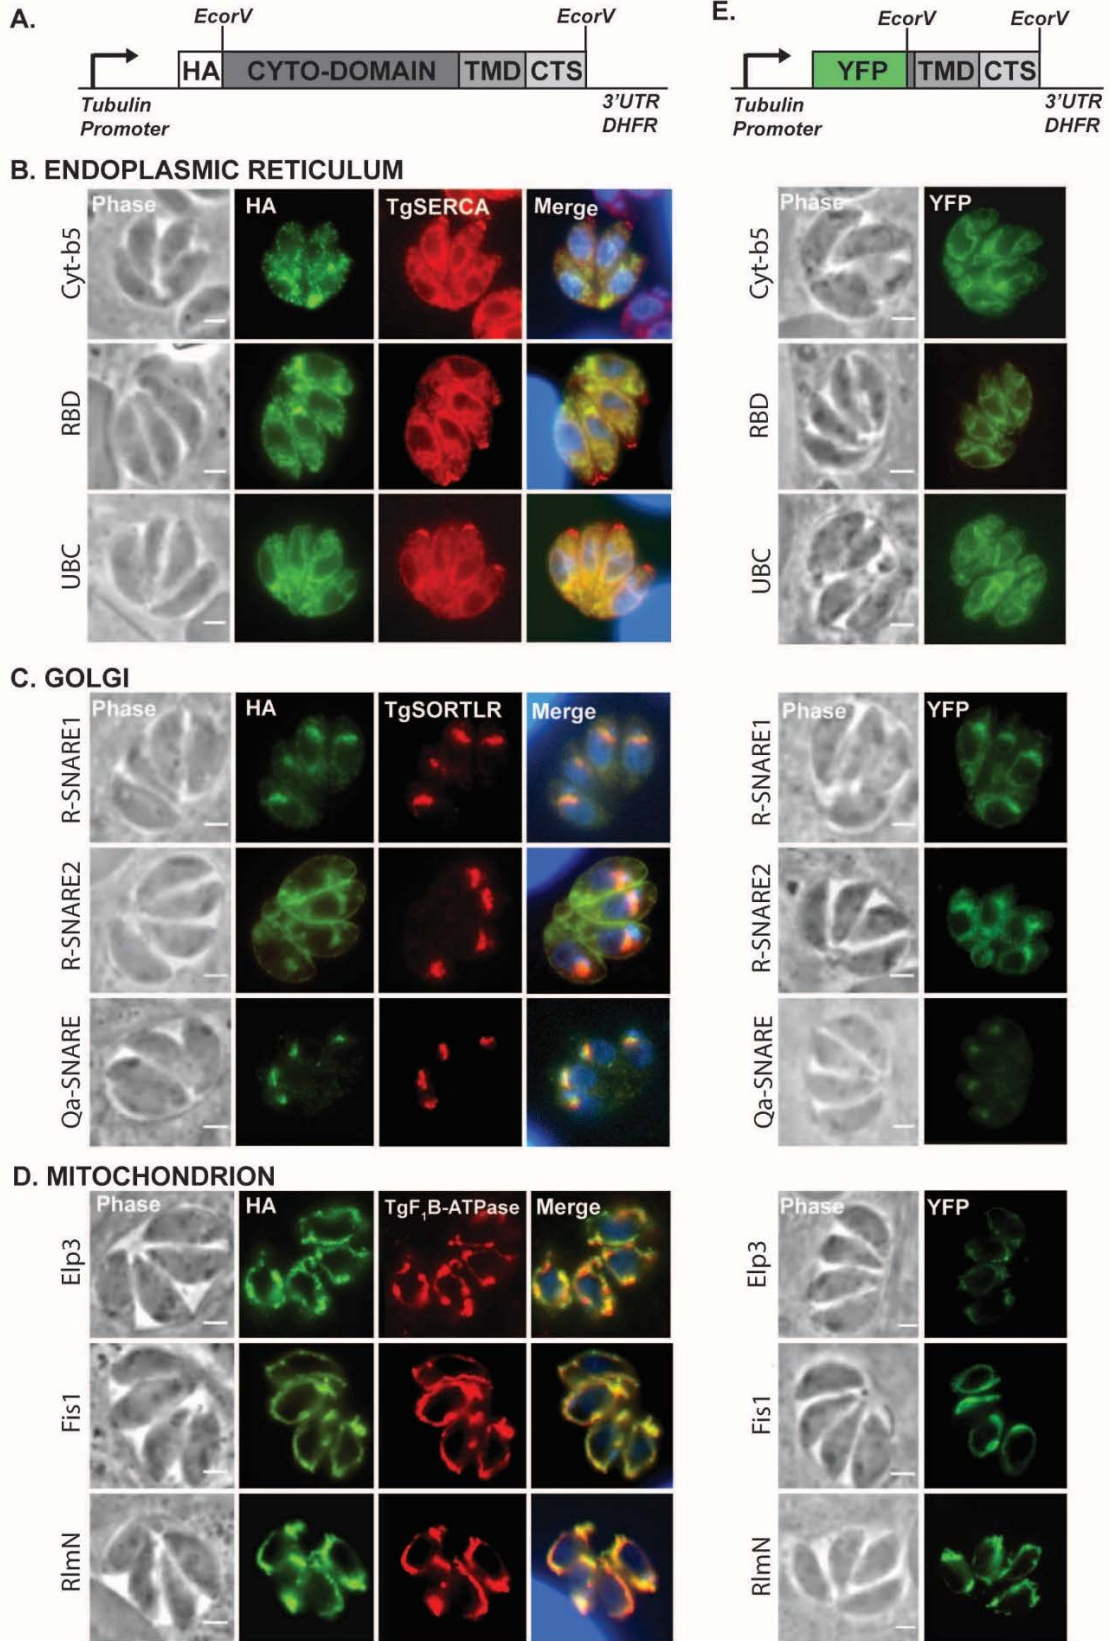 A.
EcorV
EcorV
HA
CYTO-DOMAIN
TMD
CTS
Tubulin
Promoter
3'UTR
DHFR
E.
EcorV
EcorV
YFP
TMD
CTS
Tubulin
Promoter
3'UTR
DHFR
B. ENDOPLASMIC RETICULUM
Phase
HA
TgSERCA
Merge
Cyt-b5
RBD
UBC
Phase
YFP
Cyt-b5
RBD
UBC
C. GOLGI
Phase
HA
TgSORTLR
Merge
R-SNARE1
R-SNARE2
Qa-SNARE
Phase
YFP
R-SNARE1
R-SNARE2
Qa-SNARE
D. MITOCHONDRION
Phase
HA
TgF₁B-ATPase
Merge
Elp3
Fis1
RlmN
Phase
YFP
Elp3
Fis1
RlmN